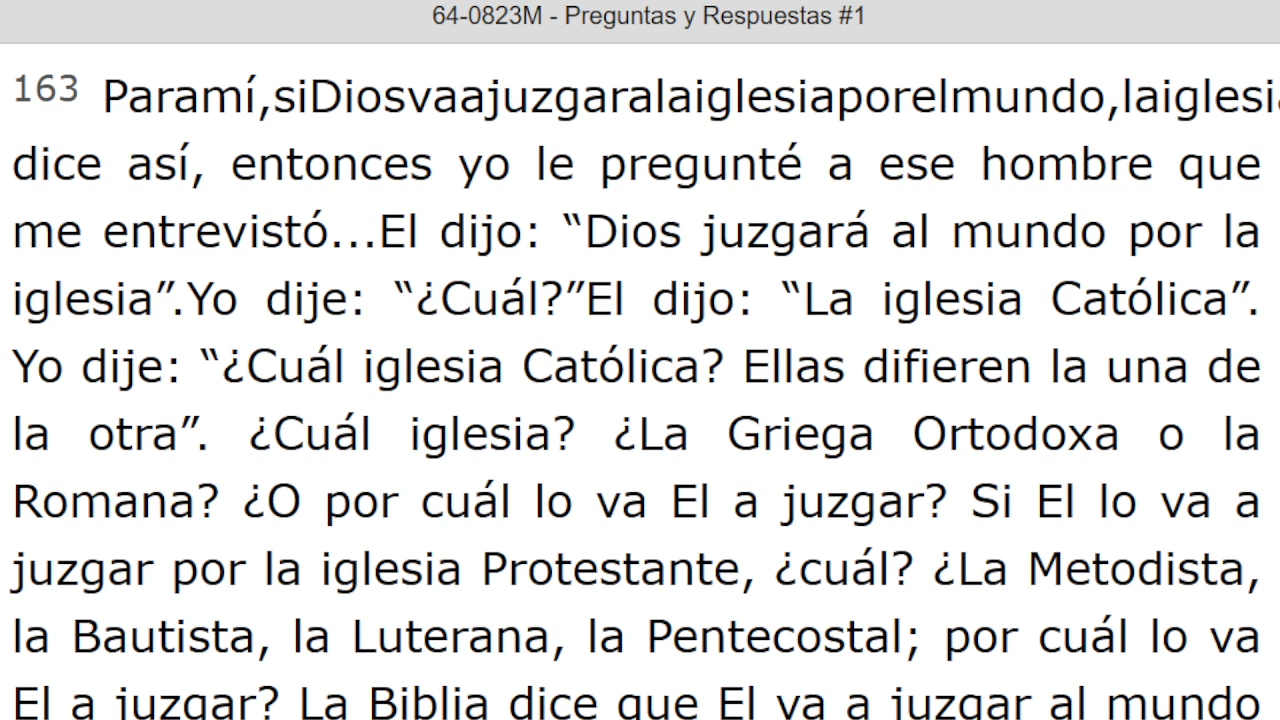 64-0823M - Preguntas y Respuestas #1
163 Paramí,siDiosvaajuzgaralaiglesiaporelmundo,laiglesia
dice así, entonces yo le pregunté a ese hombre que
me entrevistó...El dijo: “Dios juzgará al mundo por la
iglesia”.Yo dije: “¿Cuál?”El dijo: “La iglesia Católica”.
Yo dije: “¿Cuál iglesia Católica? Ellas difieren la una de
la otra”. ¿Cuál iglesia? ¿La Griega Ortodoxa o la
Romana? ¿O por cuál lo va El a juzgar? Si El lo va a
juzgar por la iglesia Protestante, ¿cuál? ¿La Metodista,
la Bautista, la Luterana, la Pentecostal; por cuál lo va
El a juzgar? La Biblia dice que El va a juzgar al mundo